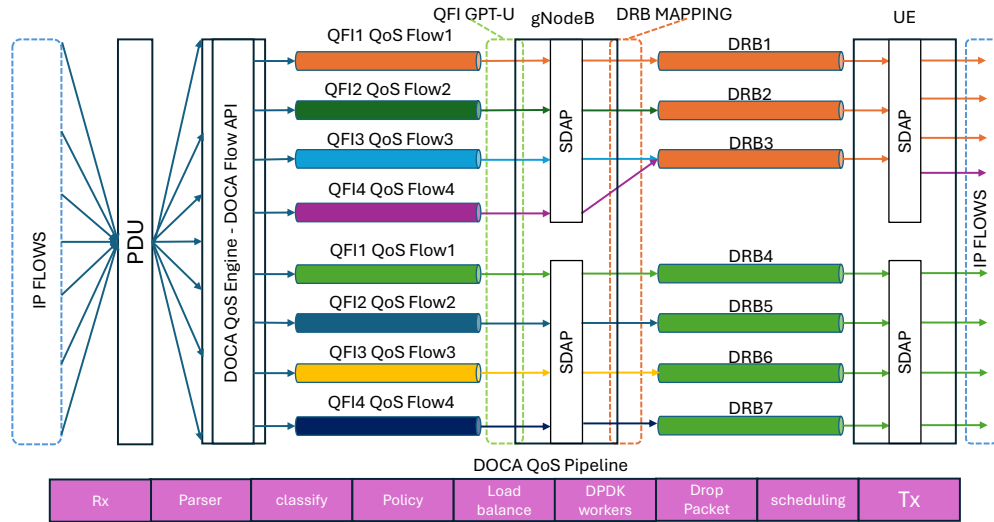 QFI GPT-U
gNodeB
DRB MAPPING
UE
IP FLOWS
PDU
DOCA QoS Engine - DOCA Flow API
QFI1 QoS Flow1
QFI2 QoS Flow2
QFI3 QoS Flow3
QFI4 QoS Flow4
QFI1 QoS Flow1
QFI2 QoS Flow2
QFI3 QoS Flow3
QFI4 QoS Flow4
SDAP
SDAP
DRB1
DRB2
DRB3
DRB4
DRB5
DRB6
DRB7
SDAP
SDAP
IP FLOWS
DOCA QoS Pipeline
Rx
Parser
classify
Policy
Load
balance
DPDK
workers
Drop
Packet
scheduling
Tx